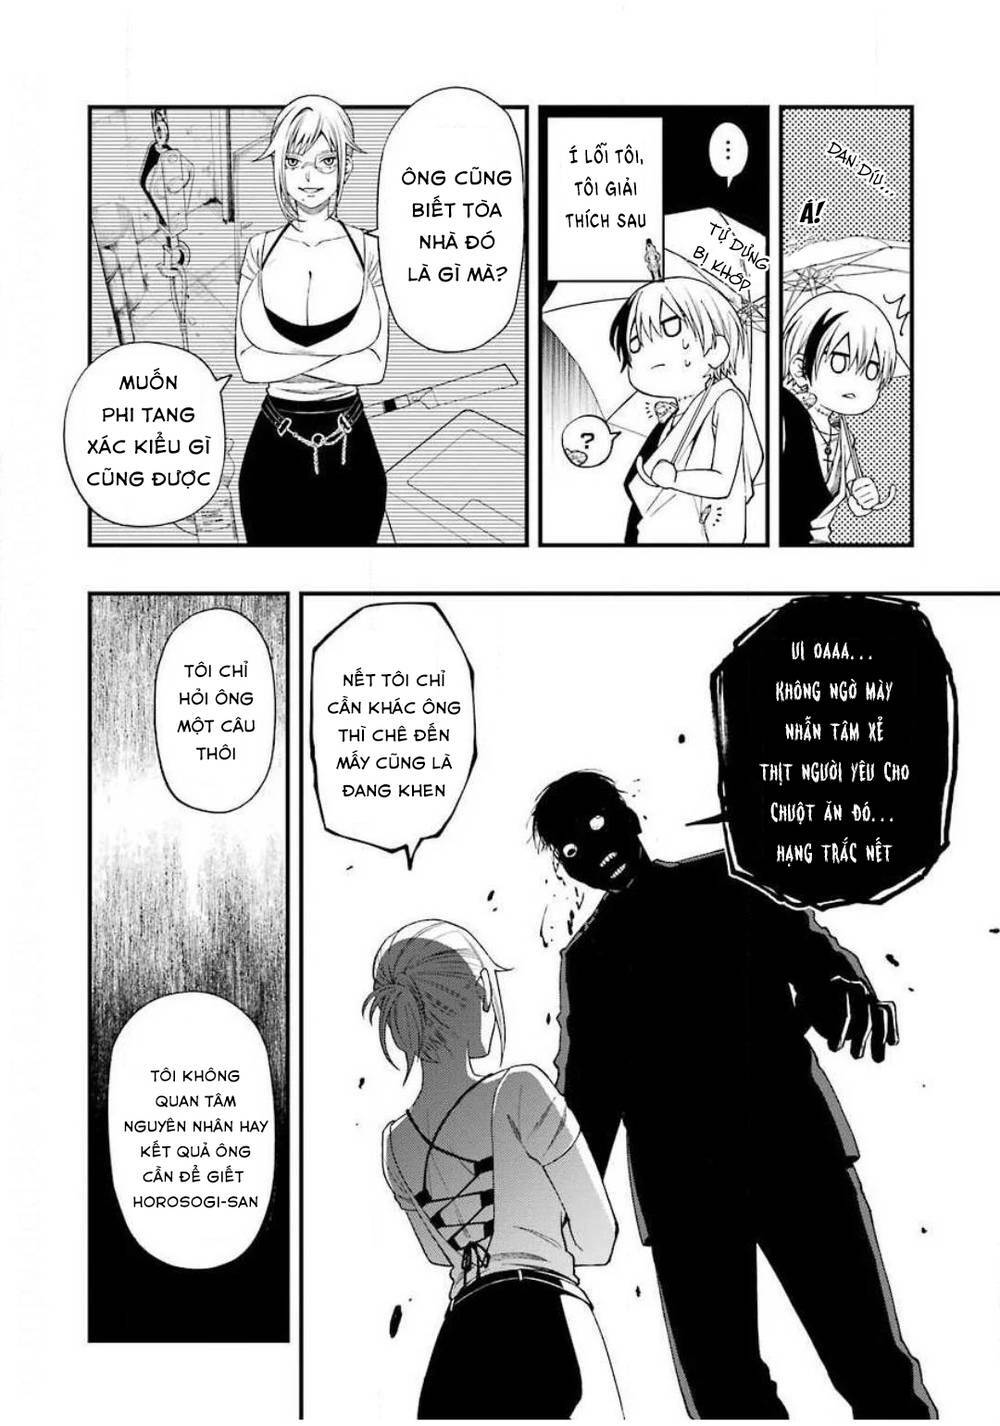 DAN DÍU...
Á!
...
TỰ DƯNG
BỊ KHỜ?
Í LỖI TÔI,
TÔI GIẢI
THÍCH SAU
?
ÔNG CŨNG
BIẾT TÒA
NHÀ ĐÓ
LÀ GÌ MÀ?
MUỐN
PHI TANG
XÁC KIỂU GÌ
CŨNG ĐƯỢC
UI OAAA...
KHÔNG NGỜ MÀY
NHẪN TÂM XẺ
THỊT NGƯỜI YÊU CHO
CHUỘT ĂN ĐÓ...
HẠNG TRẮC NẾT
NẾT TÔI CHỈ
CẦN KHÁC ÔNG
THÌ CHÊ ĐẾN
MẤY CŨNG LÀ
ĐANG KHEN
TÔI CHỈ
HỎI ÔNG
MỘT CÂU
THÔI
TÔI KHÔNG
QUAN TÂM
NGUYÊN NHÂN HAY
KẾT QUẢ ÔNG
CẦN ĐỂ GIẾT
HOROSOGI-SAN